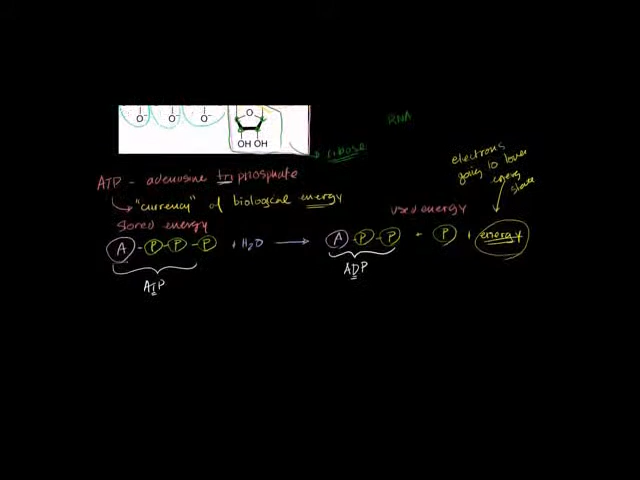 O⁻ O⁻ O⁻ O
OH OH
RNA
ribose
ATP - adenosine triphosphate
electrons
going to lower
energy
state
"currency" of biological energy
stored energy
used energy
A - P - P - P + H₂O → A - P - P + P + energy
ATP
ADP